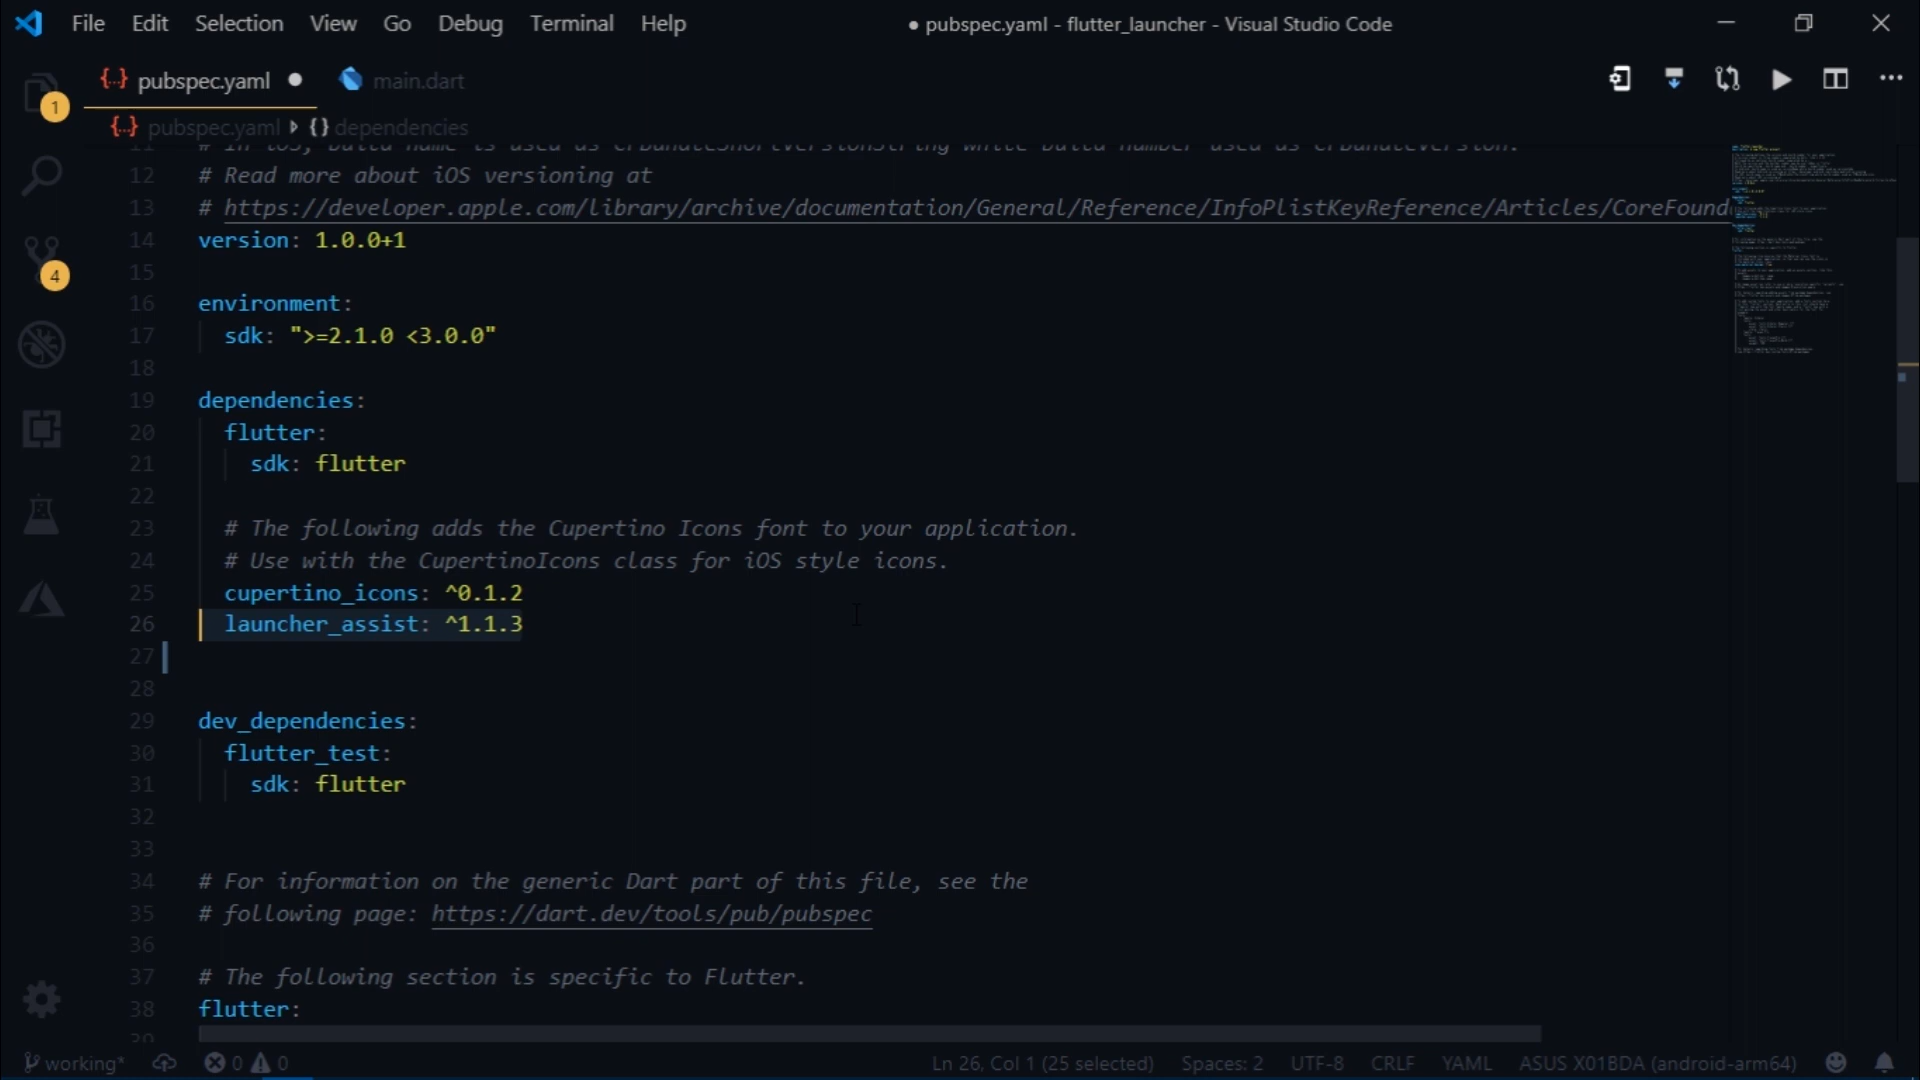 File Edit Selection View Go Debug Terminal Help
● pubspec.yaml - flutter_launcher - Visual Studio Code
pubspec.yaml ●
main.dart
1
{..} pubspec.yaml {} dependencies
12 # Read more about iOS versioning at
13 # https://developer.apple.com/library/archive/documentation/General/Reference/InfoPlistKeyReference/Articles/CoreFound
14 version: 1.0.0+1
15
4
16 environment:
17 sdk: ">=2.1.0 <3.0.0"
18
19 dependencies:
20 flutter:
21 sdk: flutter
22
23 # The following adds the Cupertino Icons font to your application.
24 # Use with the CupertinoIcons class for iOS style icons.
25 cupertino_icons: ^0.1.2
26 launcher_assist: ^1.1.3
27
28
29 dev_dependencies:
30 flutter_test:
31 sdk: flutter
32
33
34 # For information on the generic Dart part of this file, see the
35 # following page: https://dart.dev/tools/pub/pubspec
36
37 # The following section is specific to Flutter.
38 flutter:
working* 0 0 Ln 26, Col 1 (25 selected) Spaces: 2 UTF-8 CRLF YAML ASUS X01BDA (android-arm64)